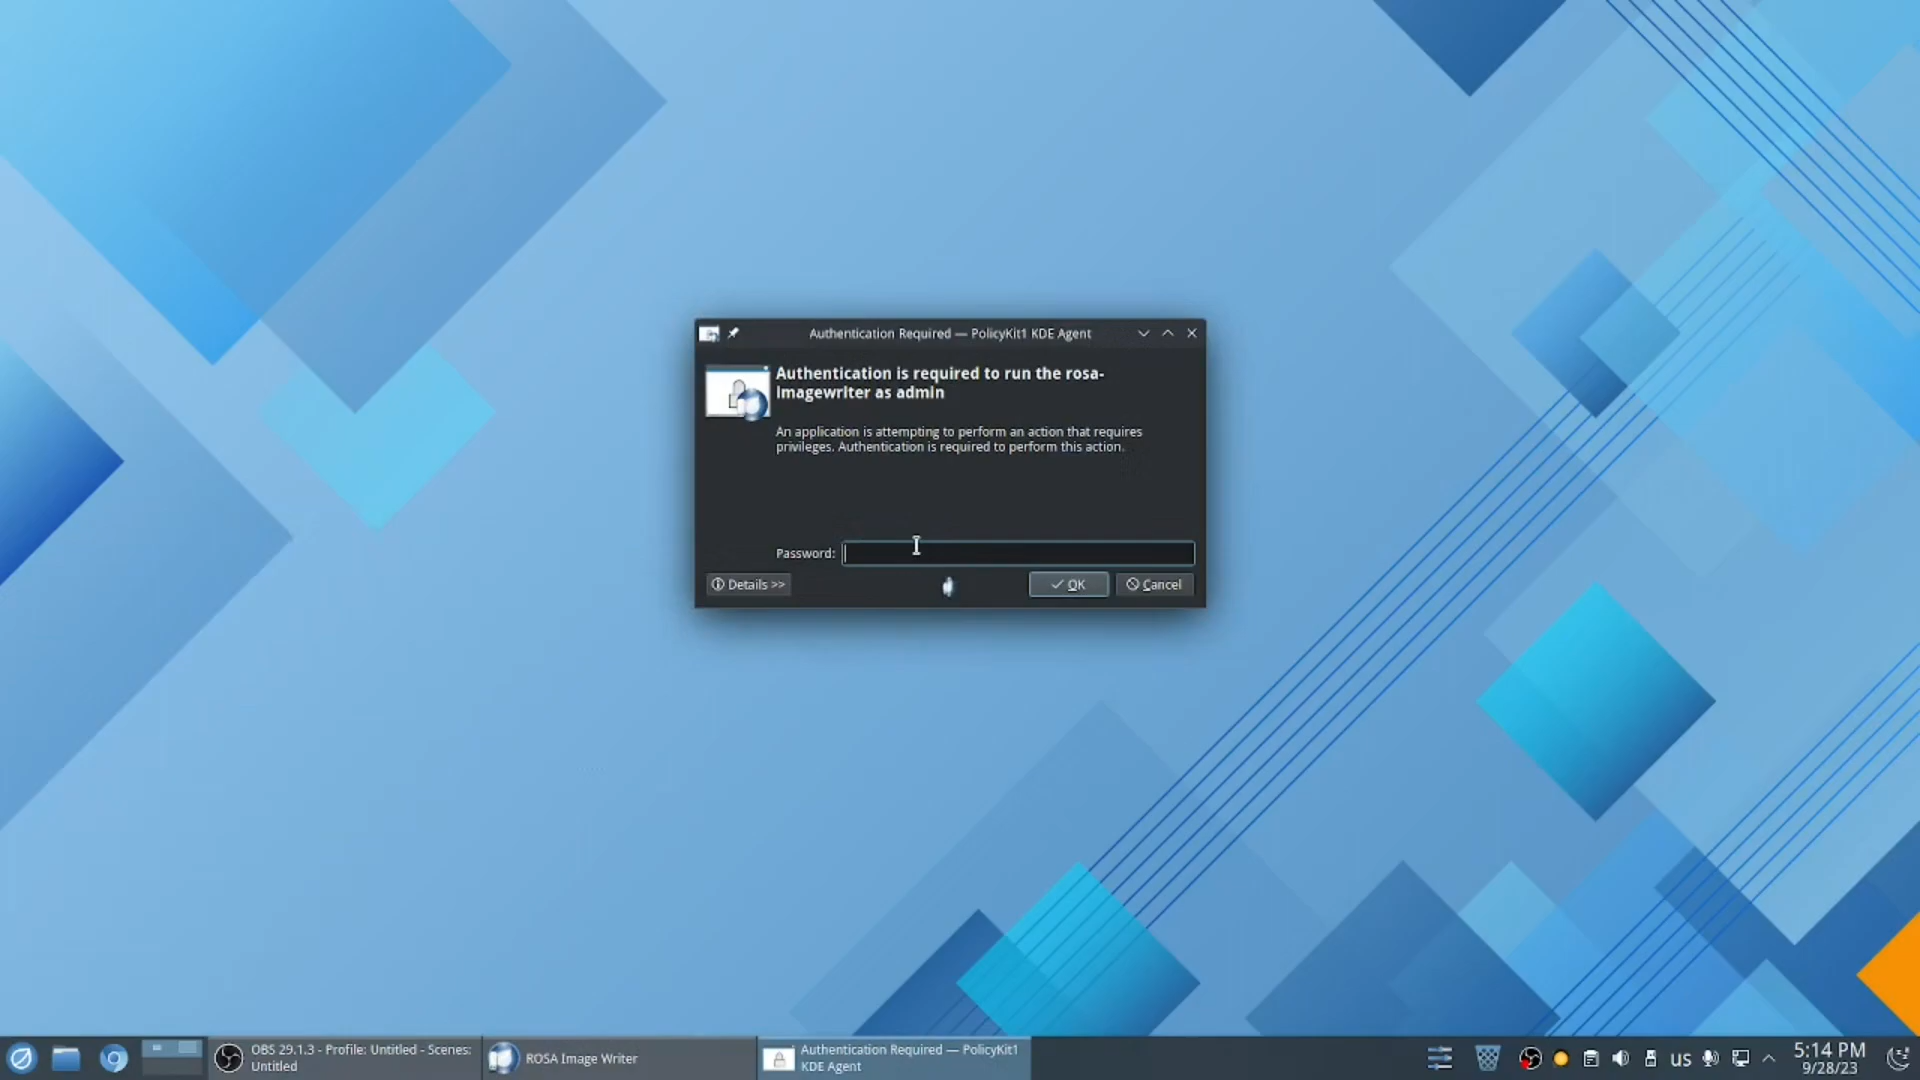 Authentication Required — PolicyKit1 KDE Agent
Authentication is required to run the rosa-
imagewriter as admin
An application is attempting to perform an action that requires
privileges. Authentication is required to perform this action.
Password:
Details >>
OK
Cancel
OBS 29.1.3 - Profile: Untitled - Scenes:
Untitled
ROSA Image Writer
Authentication Required — PolicyKit1
KDE Agent
us
5:14 PM
9/28/23